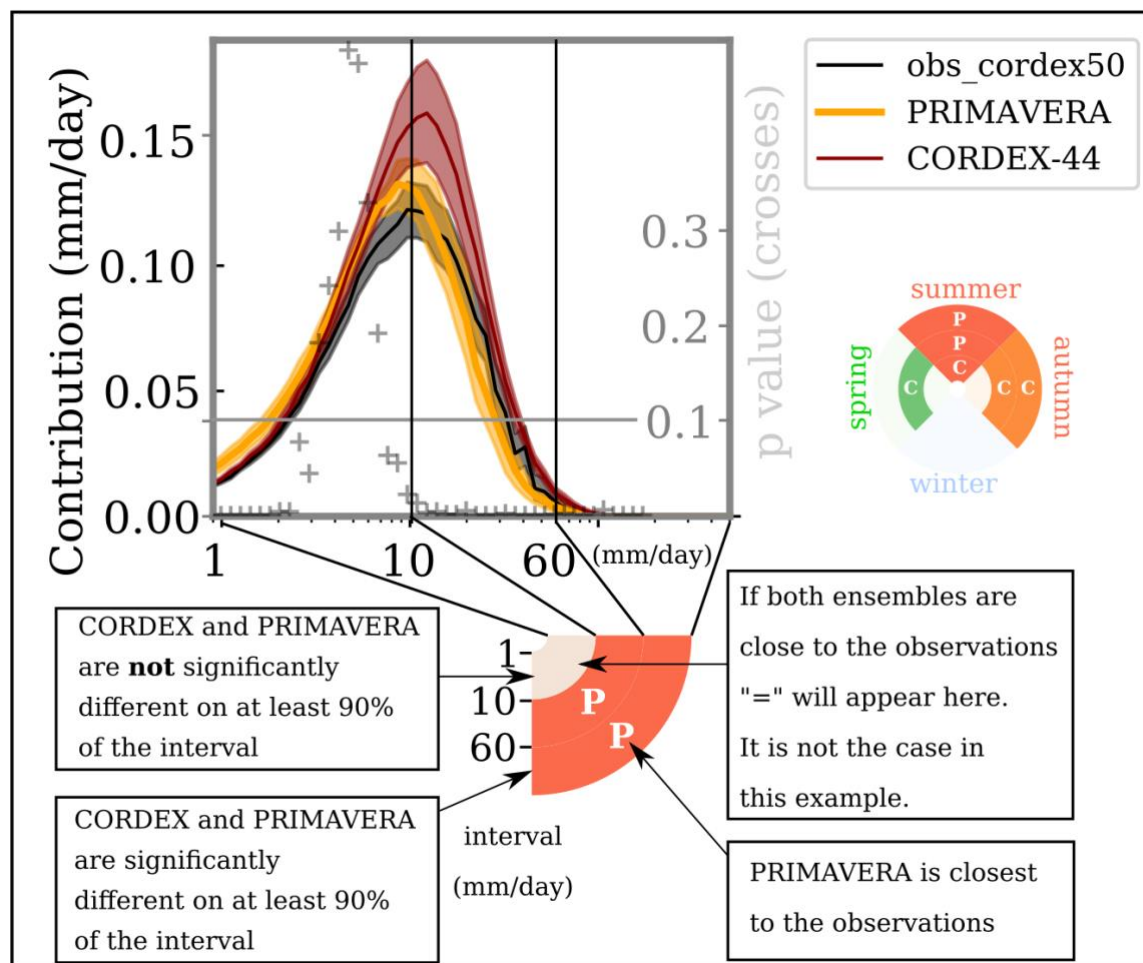 Contribution (mm/day)
0.15
0.10
0.05
0.00
1
10
60
(mm/day)
0.3
0.2
0.1
p value (crosses)
obs_cordex50
PRIMAVERA
CORDEX-44
summer
P
P
C
spring
C
C
C
autumn
winter
CORDEX and PRIMAVERA
are not significantly
different on at least 90%
of the interval
CORDEX and PRIMAVERA
are significantly
different on at least 90%
of the interval
1
10
60
P
P
interval
(mm/day)
If both ensembles are
close to the observations
"=" will appear here.
It is not the case in
this example.
PRIMAVERA is closest
to the observations